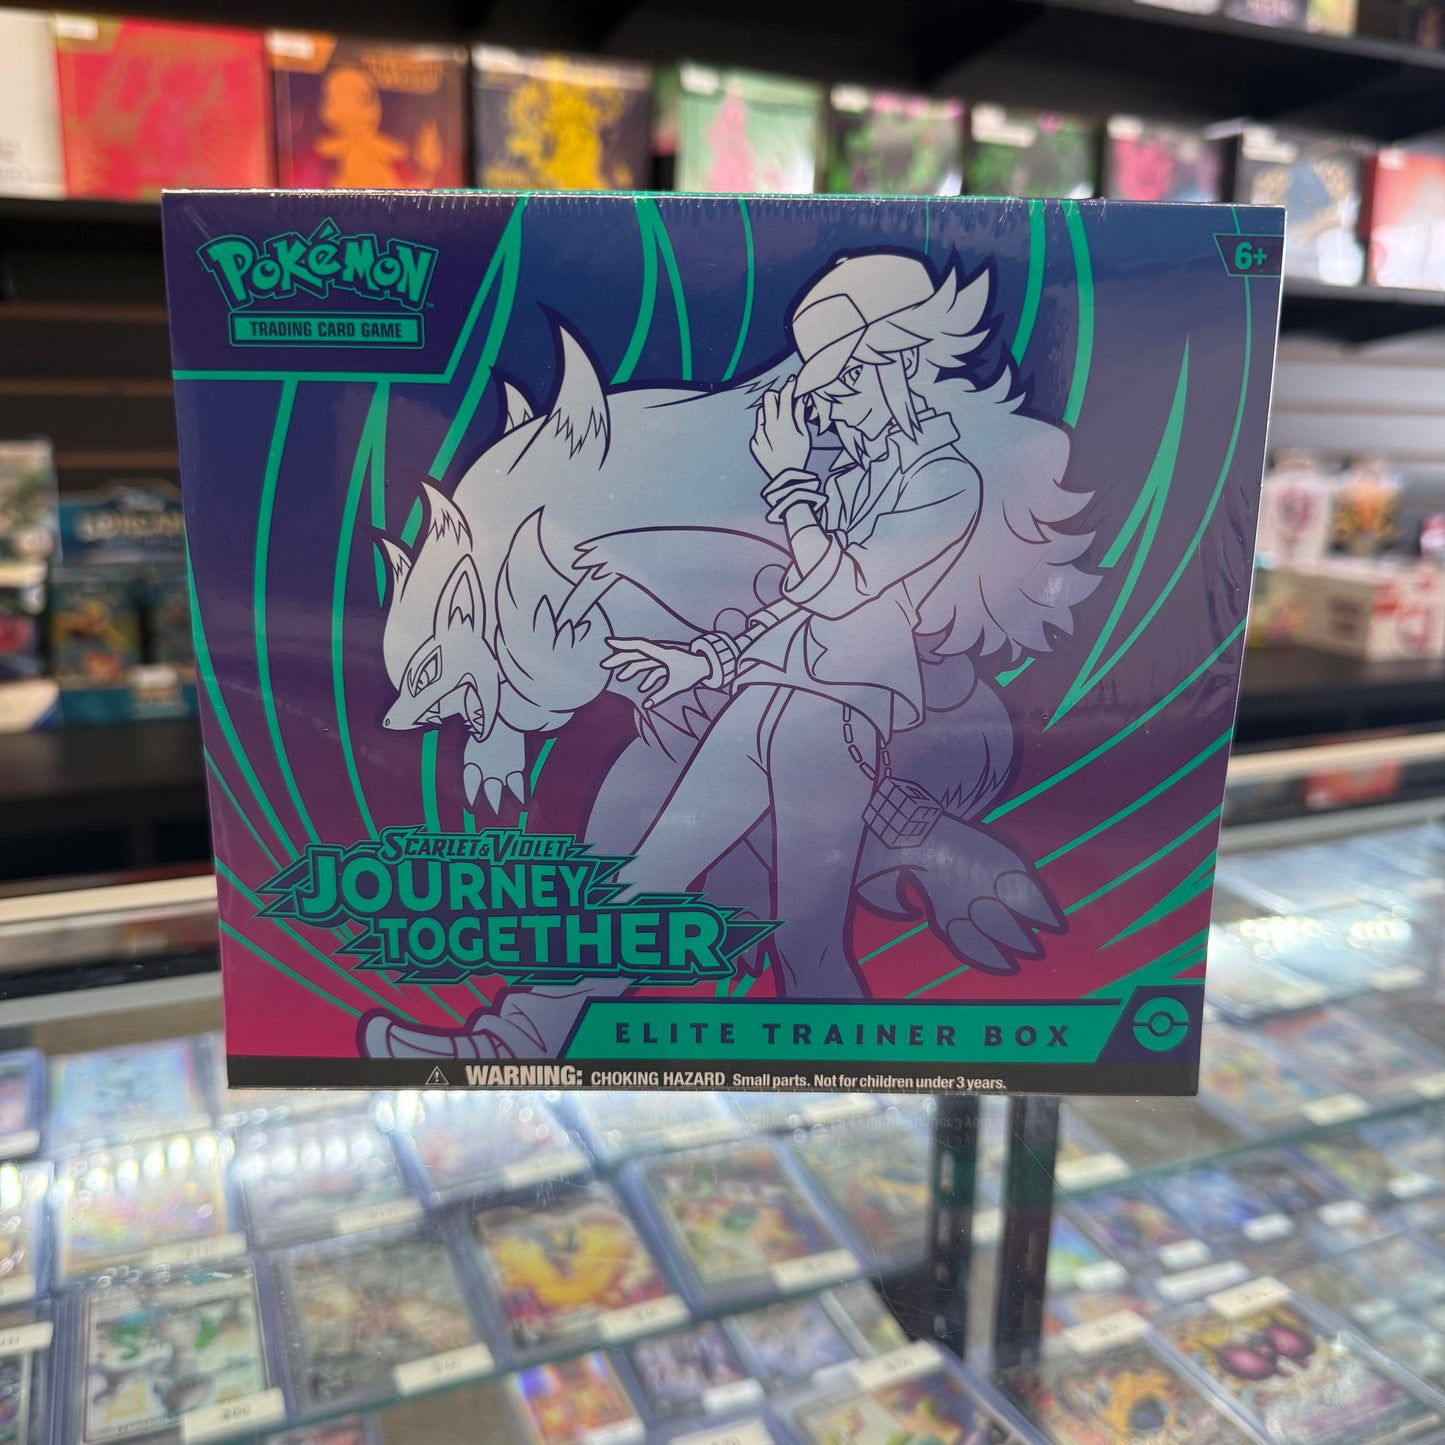 POKéMON
TRADING CARD GAME
6+
SCARLET & VIOLET
JOURNEY
TOGETHER
ELITE TRAINER BOX
WARNING: CHOKING HAZARD Small parts. Not for children under 3 years.